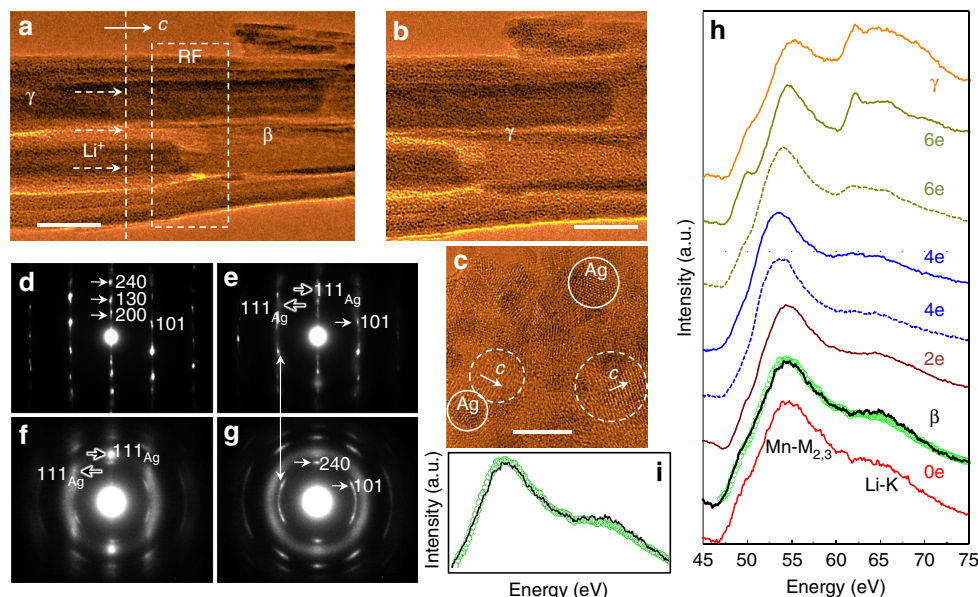 a
c
RF
γ
β
Li+
b
γ
c
Ag
c
c
Ag
d
240
130
200
101
e
111Ag
111Ag
101
f
111Ag
111Ag
g
240
101
i
Intensity (a.u.)
Energy (eV)
h
γ
6e
6e
4e
4e
2e
β
Mn-M2,3
Li-K
0e
Intensity (a.u.)
45 50 55 60 65 70 75
Energy (eV)